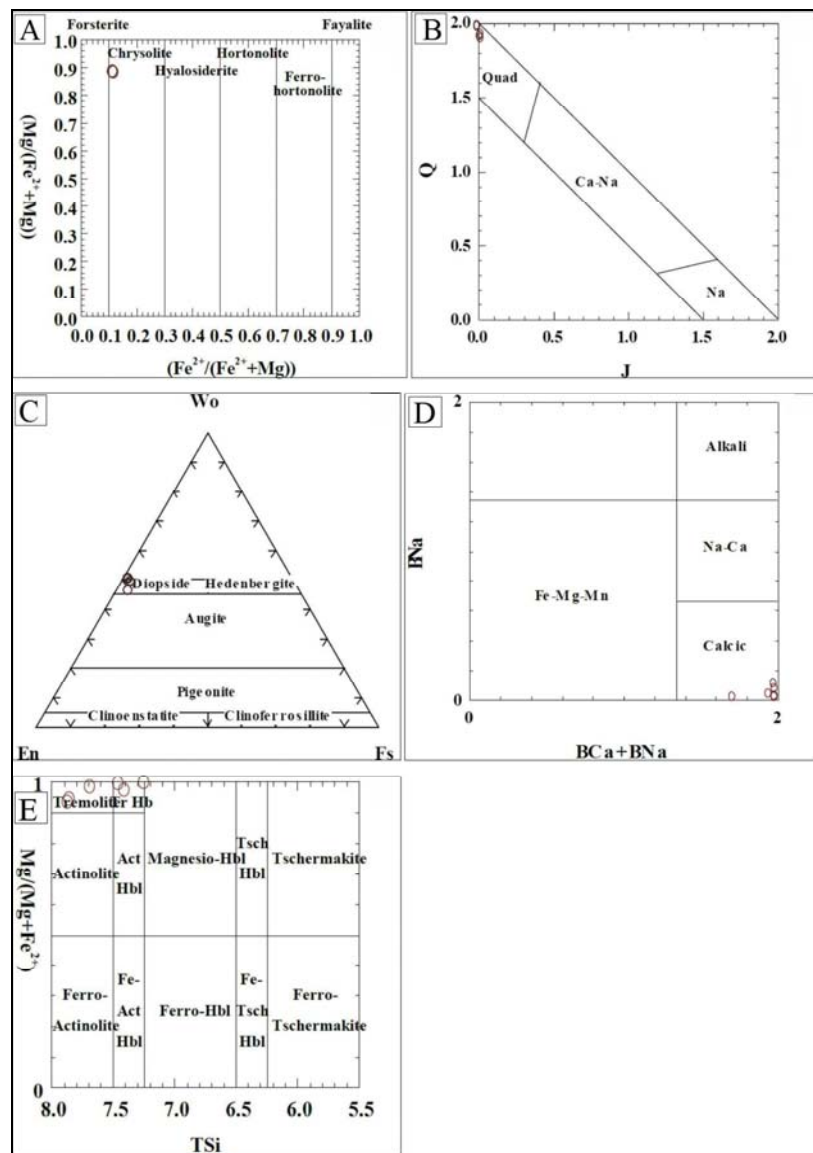 A
Forsterite Fayalite
Chrysolite Hortonolite
Hyalosiderite
Ferro-
hortonolite
(Mg/(Fe²⁺+Mg))
1.0
0.9
0.8
0.7
0.6
0.5
0.4
0.3
0.2
0.1
0.0
0.0 0.1 0.2 0.3 0.4 0.5 0.6 0.7 0.8 0.9 1.0
(Fe²⁺/(Fe²⁺+Mg))
B
2.0
1.5
1.0
0.5
0.0
Q
Quad
Ca-Na
Na
0.0 0.5 1.0 1.5 2.0
J
C
Wo
Diopside Hedenbergite
Augite
Pigeonite
Clinoenstatite Clinoferrosillite
En Fs
D
2
BNa
Alkali
Na-Ca
Fe-Mg-Mn
Calcic
0
0 2
BCa+BNa
E
1
Mg/(Mg+Fe²⁺)
Tremolite Hb
Actinolite
Act
Hbl
Magnesio-Hbl
Tsch
Hbl
Tschermakite
Ferro-
Actinolite
Fe-
Act
Hbl
Ferro-Hbl
Fe-
Tsch
Hbl
Ferro-
Tschermakite
0
8.0 7.5 7.0 6.5 6.0 5.5
TSi